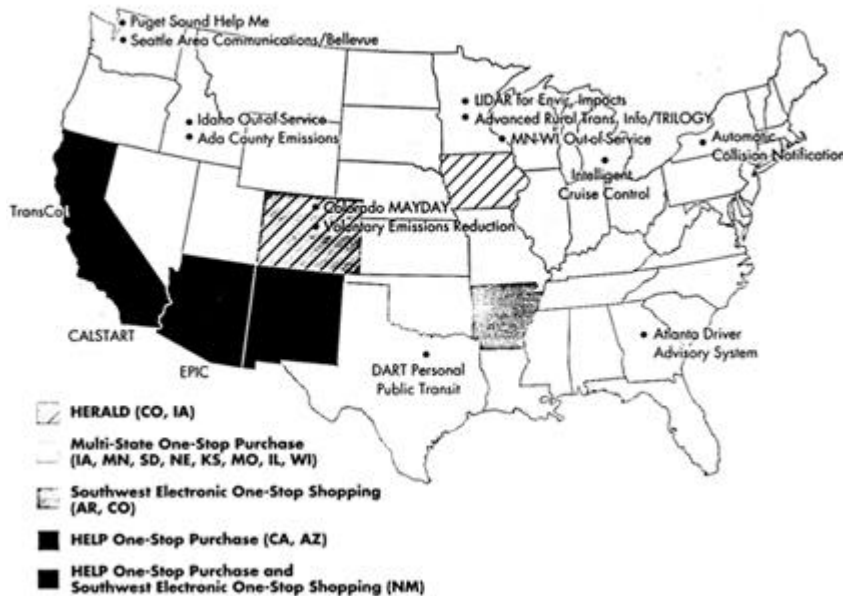 Puget Sound Help Me
Seattle Area Communications/Bellevue
Idaho Out-of-Service
Ada County Emissions
LIDAR for Envir. Impacts
Advanced Rural Trans. Info/TRILOGY
MN-WI Out-of-Service
Automatic
Collision Notification
Intelligent
Cruise Control
TransCal
Colorado MAYDAY
Voluntary Emissions Reduction
CALSTART
EPIC
DART Personal
Public Transit
Atlanta Driver
Advisory System
HERALD (CO, IA)
Multi-State One-Stop Purchase
(IA, MN, SD, NE, KS, MO, IL, WI)
Southwest Electronic One-Stop Shopping
(AR, CO)
HELP One-Stop Purchase (CA, AZ)
HELP One-Stop Purchase and
Southwest Electronic One-Stop Shopping (NM)